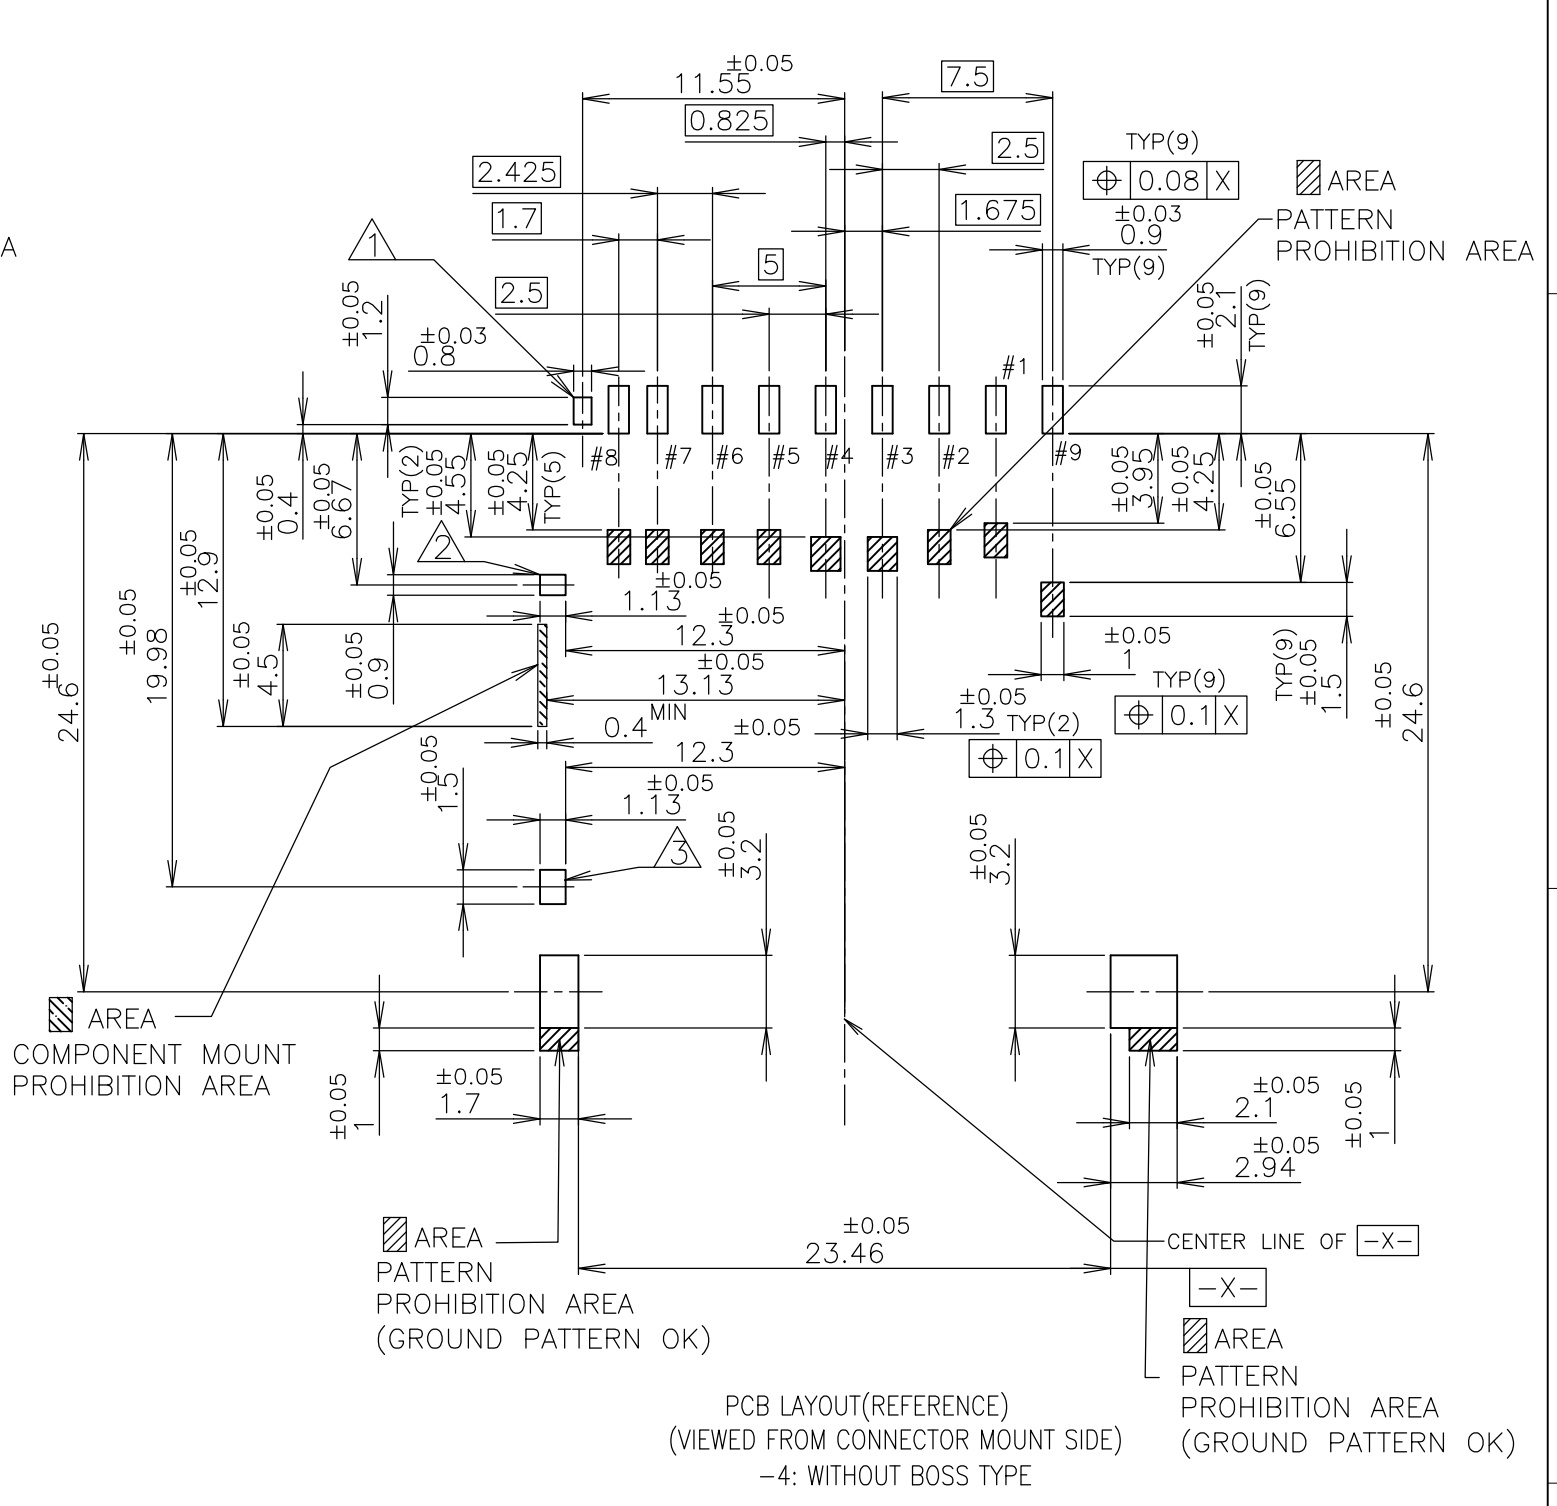 ±0.05
11.55
7.5
0.825
TYP(9)
2.5
0.08 X
AREA
2.425
PATTERN
PROHIBITION AREA
1.7
1.675
±0.03
0.9
TYP(9)
1
A
5
2.5
±0.05
1.2
±0.03
0.8
±0.05
2.1
TYP(9)
#1
#8
#7
#6
#5
#4
#3
#2
#9
±0.05
0.4
±0.05
6.67
TYP(2)
±0.05
4.55
±0.05
4.25
TYP(5)
±0.05
3.95
±0.05
4.25
±0.05
6.55
±0.05
12.9
2
±0.05
1.13
±0.05
12.3
±0.05
13.13
MIN
0.4
±0.05
12.3
±0.05
1.13
±0.05
24.6
±0.05
19.98
±0.05
4.5
±0.05
0.9
±0.05
1.5
±0.05
1
TYP(9)
0.1 X
±0.05
1.3
TYP(2)
0.1 X
TYP(9)
±0.05
1.5
±0.05
24.6
3
±0.05
3.2
±0.05
3.2
AREA
COMPONENT MOUNT
PROHIBITION AREA
±0.05
1
±0.05
1.7
±0.05
2.1
±0.05
1
±0.05
2.94
±0.05
23.46
CENTER LINE OF -X-
-X-
AREA
PATTERN
PROHIBITION AREA
(GROUND PATTERN OK)
AREA
PATTERN
PROHIBITION AREA
(GROUND PATTERN OK)
PCB LAYOUT(REFERENCE)
(VIEWED FROM CONNECTOR MOUNT SIDE)
-4: WITHOUT BOSS TYPE